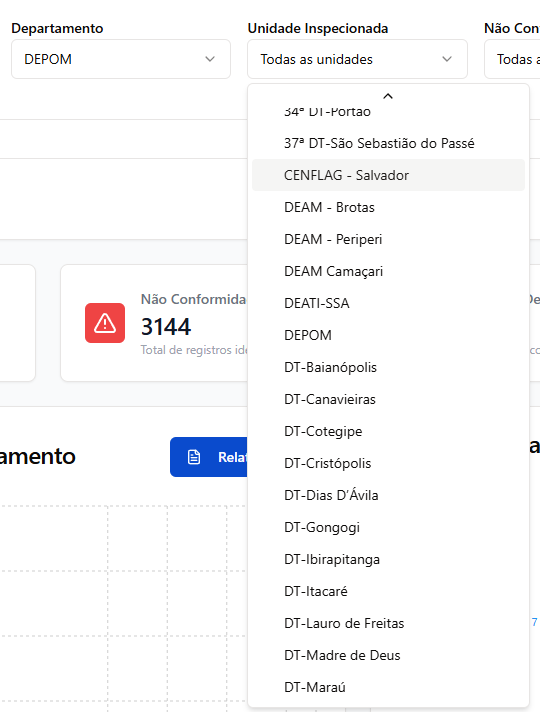 Departamento
Unidade Inspecionada
Não Con
DEPOM
Todas as unidades
Todas a
34ª DT-Portão
37ª DT-São Sebastião do Passé
CENFLAG - Salvador
DEAM - Brotas
DEAM - Periperi
DEAM Camaçari
DEATI-SSA
DEPOM
DT-Baianópolis
DT-Canavieiras
DT-Cotegipe
DT-Cristópolis
DT-Dias D'Ávila
DT-Gongogi
DT-Ibirapitanga
DT-Itacaré
DT-Lauro de Freitas
DT-Madre de Deus
DT-Maraú
Não Conformida
3144
Total de registros ide
De
amento
Relat
a
7